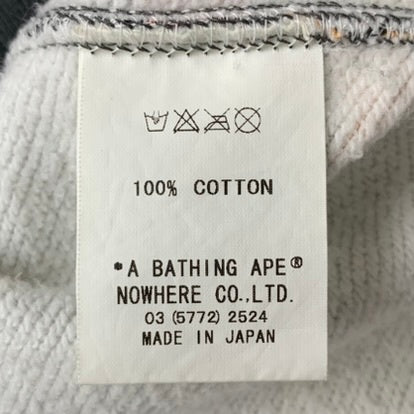 100% COTTON
*A BATHING APE®
NOWHERE CO.,LTD.
03 (5772) 2524
MADE IN JAPAN